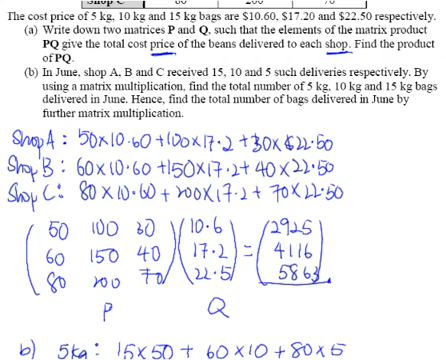 The cost price of 5 kg, 10 kg and 15 kg bags are $10.60, $17.20 and $22.50 respectively.
(a) Write down two matrices P and Q, such that the elements of the matrix product
PQ give the total cost price of the beans delivered to each shop. Find the product
of PQ.
(b) In June, shop A, B and C received 15, 10 and 5 such deliveries respectively. By
using a matrix multiplication, find the total number of 5 kg, 10 kg and 15 kg bags
delivered in June. Hence, find the total number of bags delivered in June by
further matrix multiplication.
Shop A : 50×10.60 + 100×17.2 + 30×$22.50
Shop B : 60×10.60 + 150×17.2 + 40×22.50
Shop C : 80×10.60 + 200×17.2 + 70×22.50
50 100 30 10.6 2925
60 150 40 17.2 = 4116
80 200 70 22.5 5863
P Q
b) 5kg : 15×50 + 60×10 + 80×5